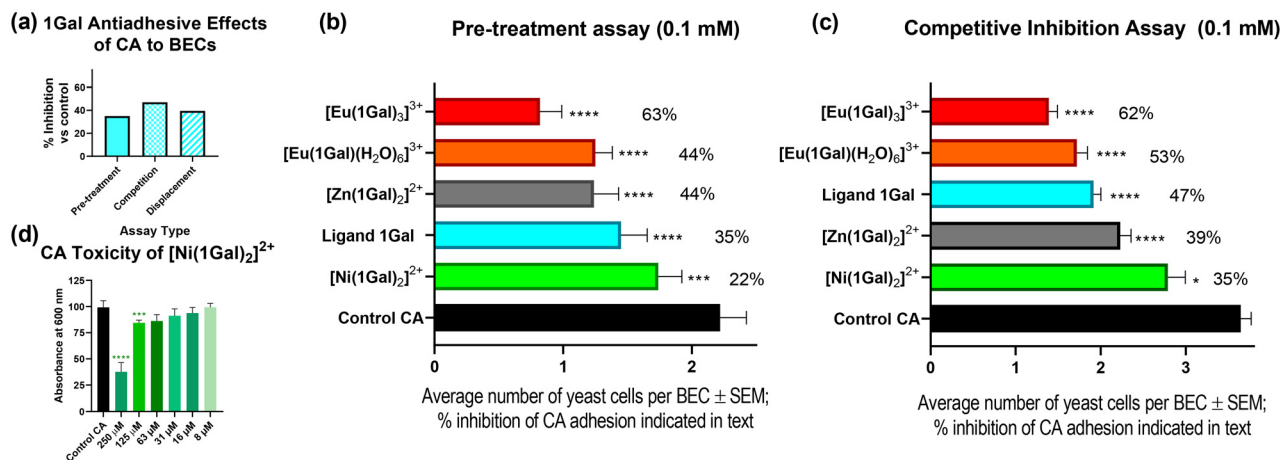 (a) 1Gal Antiadhesive Effects
of CA to BECs
% Inhibition
vs control
60
40
20
0
Pre-treatment
Competition
Displacement
Assay Type
(d) CA Toxicity of [Ni(1Gal)₂]²⁺
Absorbance at 600 nm
125
100
75
50
25
0
****
***
Control CA
250 µM
125 µM
63 µM
31 µM
16 µM
8 µM
(b) Pre-treatment assay (0.1 mM)
[Eu(1Gal)₃]³⁺ **** 63%
[Eu(1Gal)(H₂O)₆]³⁺ **** 44%
[Zn(1Gal)₂]²⁺ **** 44%
Ligand 1Gal **** 35%
[Ni(1Gal)₂]²⁺ *** 22%
Control CA
0 1 2
Average number of yeast cells per BEC ± SEM;
% inhibition of CA adhesion indicated in text
(c) Competitive Inhibition Assay (0.1 mM)
[Eu(1Gal)₃]³⁺ **** 62%
[Eu(1Gal)(H₂O)₆]³⁺ **** 53%
Ligand 1Gal **** 47%
[Zn(1Gal)₂]²⁺ **** 39%
[Ni(1Gal)₂]²⁺ * 35%
Control CA
0 1 2 3
Average number of yeast cells per BEC ± SEM;
% inhibition of CA adhesion indicated in text